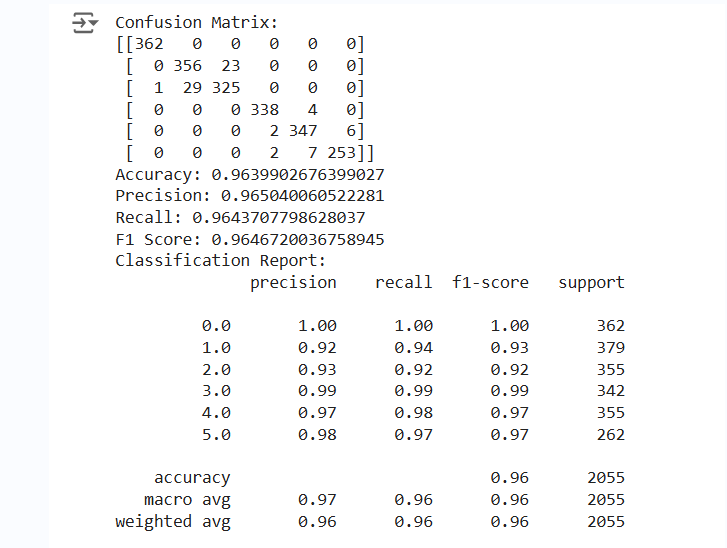 Confusion Matrix:
[[362   0   0   0   0   0]
 [  0 356  23   0   0   0]
 [  1  29 325   0   0   0]
 [  0   0   0 338   4   0]
 [  0   0   0   2 347   6]
 [  0   0   0   2   7 253]]
Accuracy: 0.9639902676399027
Precision: 0.965040060522281
Recall: 0.9643707798628037
F1 Score: 0.9646720036758945
Classification Report:
              precision    recall  f1-score   support

         0.0       1.00      1.00      1.00       362
         1.0       0.92      0.94      0.93       379
         2.0       0.93      0.92      0.92       355
         3.0       0.99      0.99      0.99       342
         4.0       0.97      0.98      0.97       355
         5.0       0.98      0.97      0.97       262

    accuracy                           0.96      2055
   macro avg       0.97      0.96      0.96      2055
weighted avg       0.96      0.96      0.96      2055